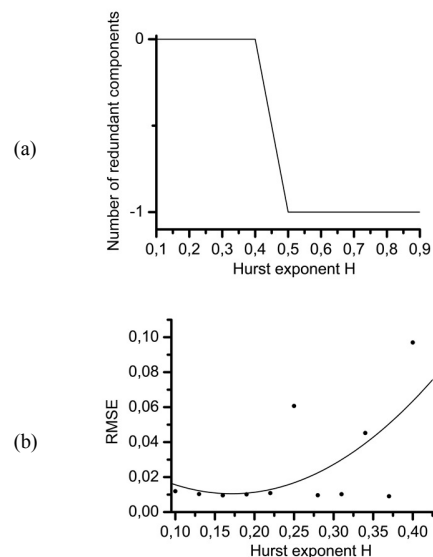 (a)
Number of redundant components
0
-1
0,1 0,2 0,3 0,4 0,5 0,6 0,7 0,8 0,9
Hurst exponent H
(b)
RMSE
0,10
0,08
0,06
0,04
0,02
0,00
0,10 0,15 0,20 0,25 0,30 0,35 0,40
Hurst exponent H